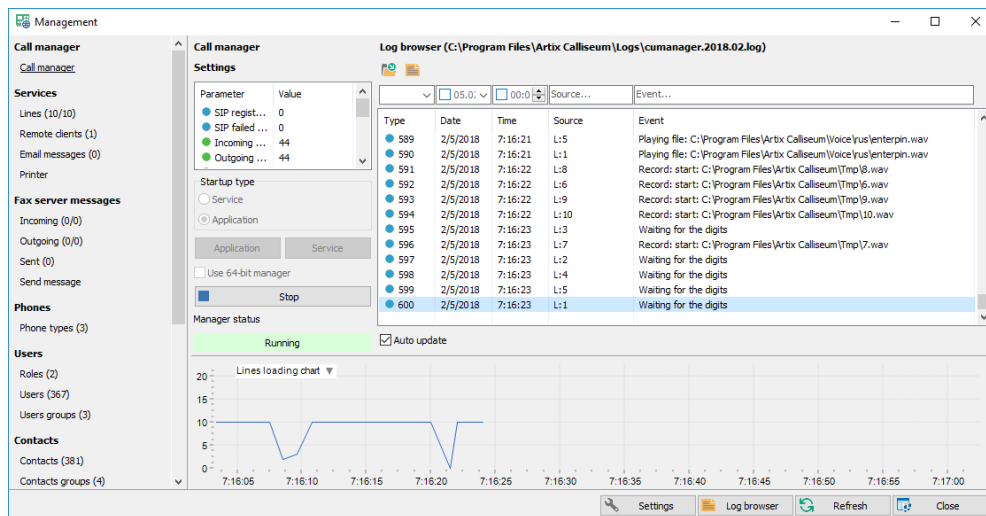 Management
Call manager
Call manager
Services
Lines (10/10)
Remote clients (1)
Email messages (0)
Printer
Fax server messages
Incoming (0/0)
Outgoing (0/0)
Sent (0)
Send message
Phones
Phone types (3)
Users
Roles (2)
Users (367)
Users groups (3)
Contacts
Contacts (381)
Contacts groups (4)
Call manager
Settings
Parameter Value
SIP regist... 0
SIP failed ... 0
Incoming ... 44
Outgoing ... 44
Startup type
Service
Application
Application Service
Use 64-bit manager
Stop
Manager status
Running
Log browser (C:\Program Files\Artix Calliseum\Logs\cumanager.2018.02.log)
05.0 00:0 Source... Event...
Type Date Time Source Event
589 2/5/2018 7:16:21 L:5 Playing file: C:\Program Files\Artix Calliseum\Voice\rus\enterpin.wav
590 2/5/2018 7:16:21 L:1 Playing file: C:\Program Files\Artix Calliseum\Voice\rus\enterpin.wav
591 2/5/2018 7:16:22 L:8 Record: start: C:\Program Files\Artix Calliseum\Tmp\8.wav
592 2/5/2018 7:16:22 L:6 Record: start: C:\Program Files\Artix Calliseum\Tmp\6.wav
593 2/5/2018 7:16:22 L:9 Record: start: C:\Program Files\Artix Calliseum\Tmp\9.wav
594 2/5/2018 7:16:22 L:10 Record: start: C:\Program Files\Artix Calliseum\Tmp\10.wav
595 2/5/2018 7:16:23 L:3 Waiting for the digits
596 2/5/2018 7:16:23 L:7 Record: start: C:\Program Files\Artix Calliseum\Tmp\7.wav
597 2/5/2018 7:16:23 L:2 Waiting for the digits
598 2/5/2018 7:16:23 L:4 Waiting for the digits
599 2/5/2018 7:16:23 L:5 Waiting for the digits
600 2/5/2018 7:16:23 L:1 Waiting for the digits
Auto update
Lines loading chart
20
15
10
5
0
7:16:05 7:16:10 7:16:15 7:16:20 7:16:25 7:16:30 7:16:35 7:16:40 7:16:45 7:16:50 7:16:55 7:17:00
Settings Log browser Refresh Close